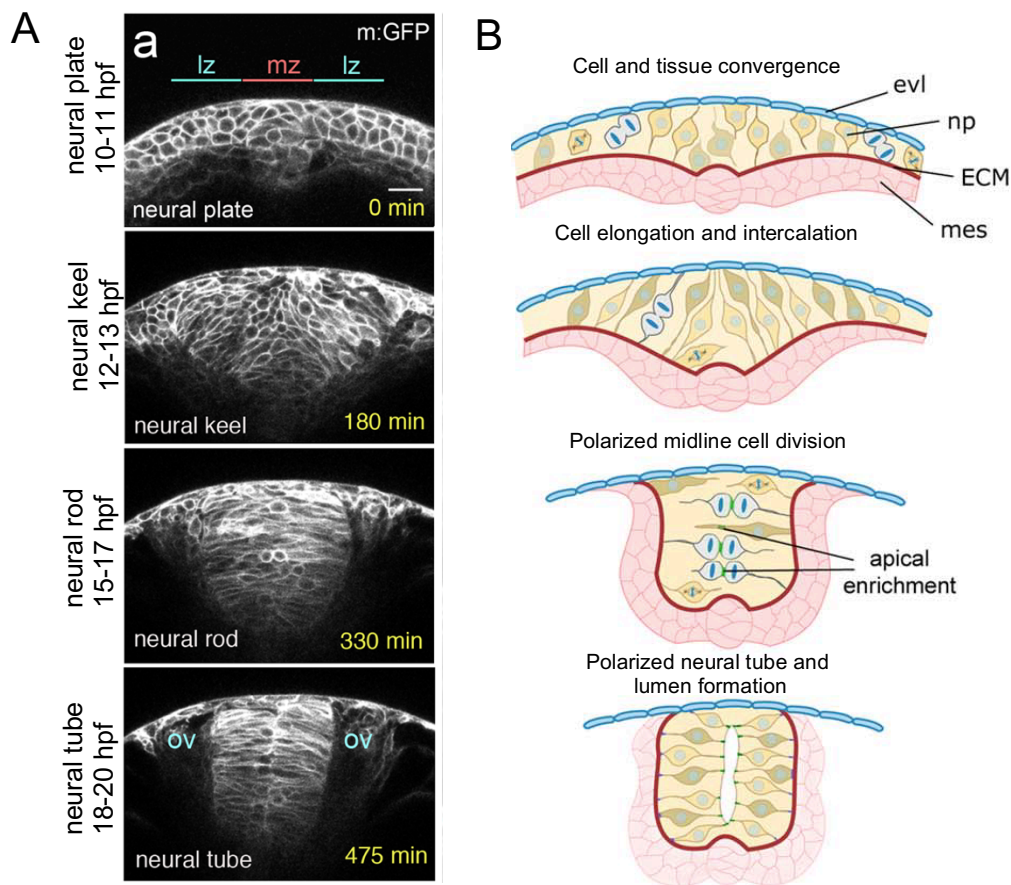 A
neural plate
10-11 hpf
a
m:GFP
lz
mz
lz
neural plate
0 min
neural keel
12-13 hpf
neural keel
180 min
neural rod
15-17 hpf
neural rod
330 min
neural tube
18-20 hpf
ov
ov
neural tube
475 min
B
Cell and tissue convergence
evl
np
ECM
mes
Cell elongation and intercalation
Polarized midline cell division
apical
enrichment
Polarized neural tube and
lumen formation